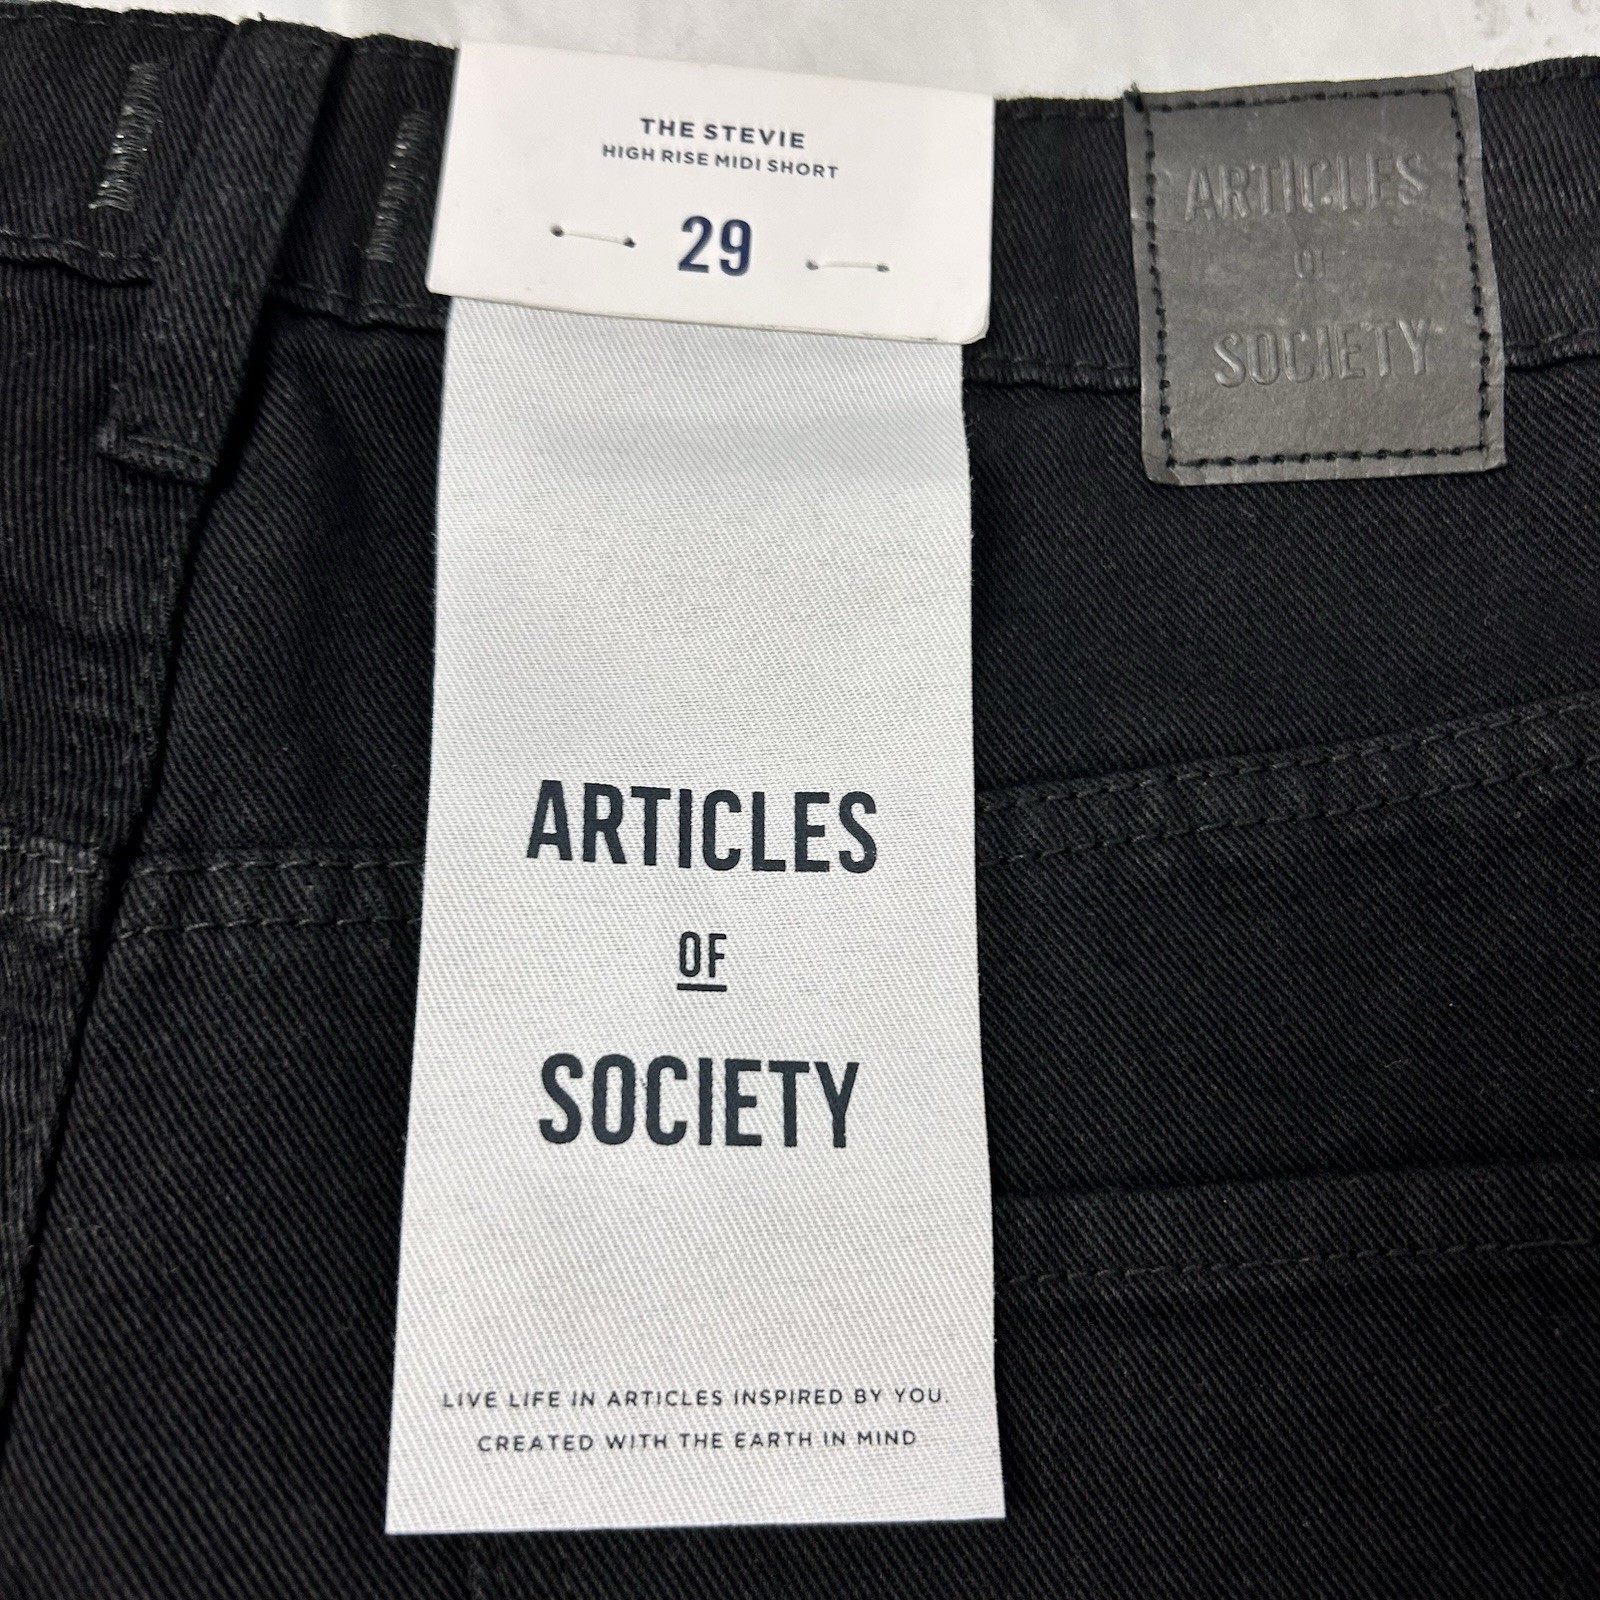 THE STEVIE
HIGH RISE MIDI SHORT
29
ARTICLES
OF
SOCIETY
LIVE LIFE IN ARTICLES INSPIRED BY YOU.
CREATED WITH THE EARTH IN MIND
ARTICLES
OF
SOCIETY